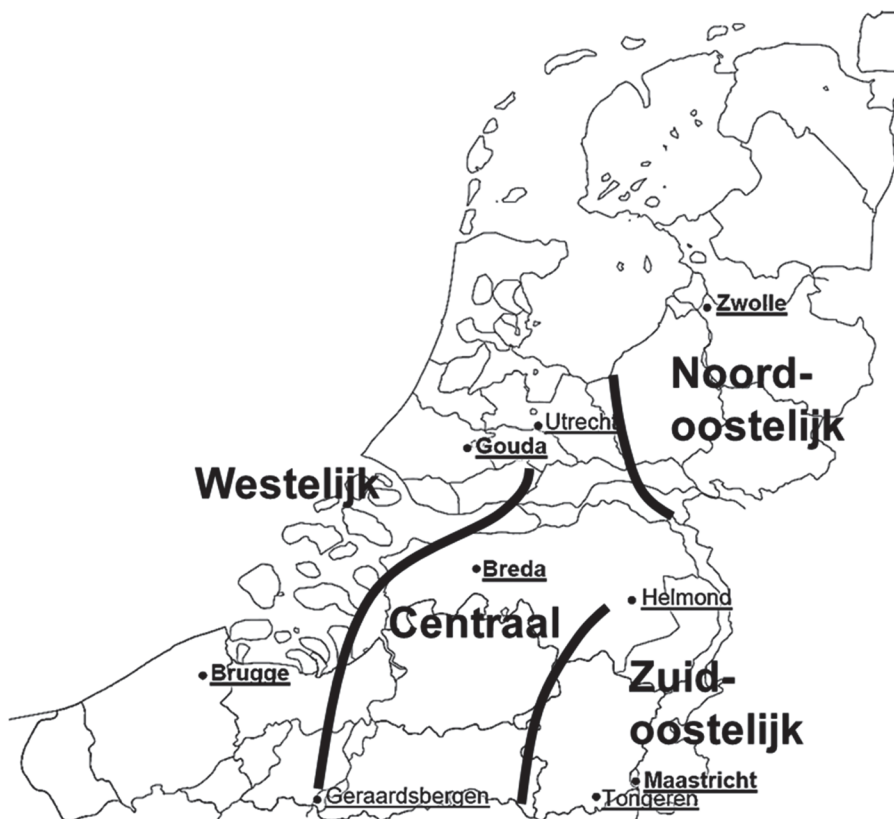 Zwolle
Noord-
oostelijk
Utrecht
Gouda
Westelijk
Breda
Helmond
Centraal
Brugge
Zuid-
oostelijk
Maastricht
Geraardsbergen
Tongeren